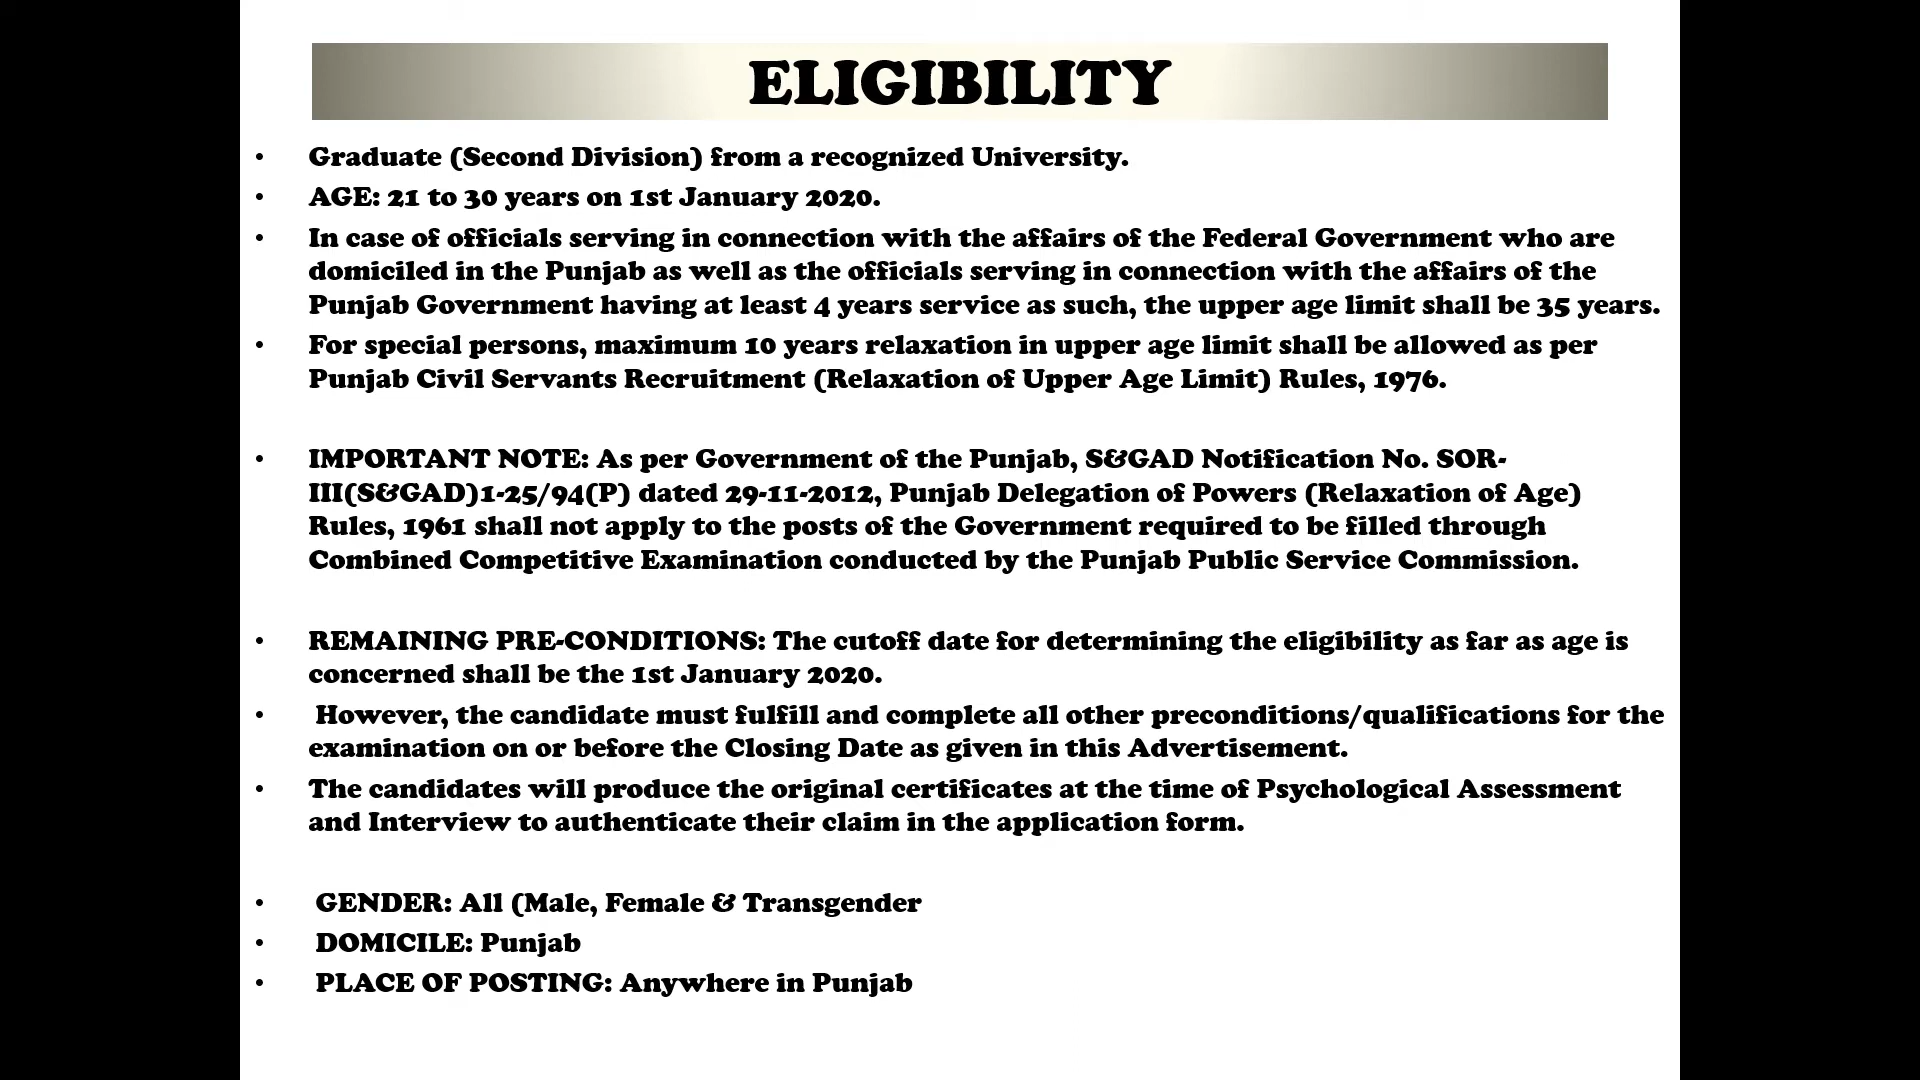 ELIGIBILITY
• Graduate (Second Division) from a recognized University.
• AGE: 21 to 30 years on 1st January 2020.
• In case of officials serving in connection with the affairs of the Federal Government who are
domiciled in the Punjab as well as the officials serving in connection with the affairs of the
Punjab Government having at least 4 years service as such, the upper age limit shall be 35 years.
• For special persons, maximum 10 years relaxation in upper age limit shall be allowed as per
Punjab Civil Servants Recruitment (Relaxation of Upper Age Limit) Rules, 1976.
• IMPORTANT NOTE: As per Government of the Punjab, S&GAD Notification No. SOR-
III(S&GAD)1-25/94(P) dated 29-11-2012, Punjab Delegation of Powers (Relaxation of Age)
Rules, 1961 shall not apply to the posts of the Government required to be filled through
Combined Competitive Examination conducted by the Punjab Public Service Commission.
• REMAINING PRE-CONDITIONS: The cutoff date for determining the eligibility as far as age is
concerned shall be the 1st January 2020.
• However, the candidate must fulfill and complete all other preconditions/qualifications for the
examination on or before the Closing Date as given in this Advertisement.
• The candidates will produce the original certificates at the time of Psychological Assessment
and Interview to authenticate their claim in the application form.
• GENDER: All (Male, Female & Transgender
• DOMICILE: Punjab
• PLACE OF POSTING: Anywhere in Punjab